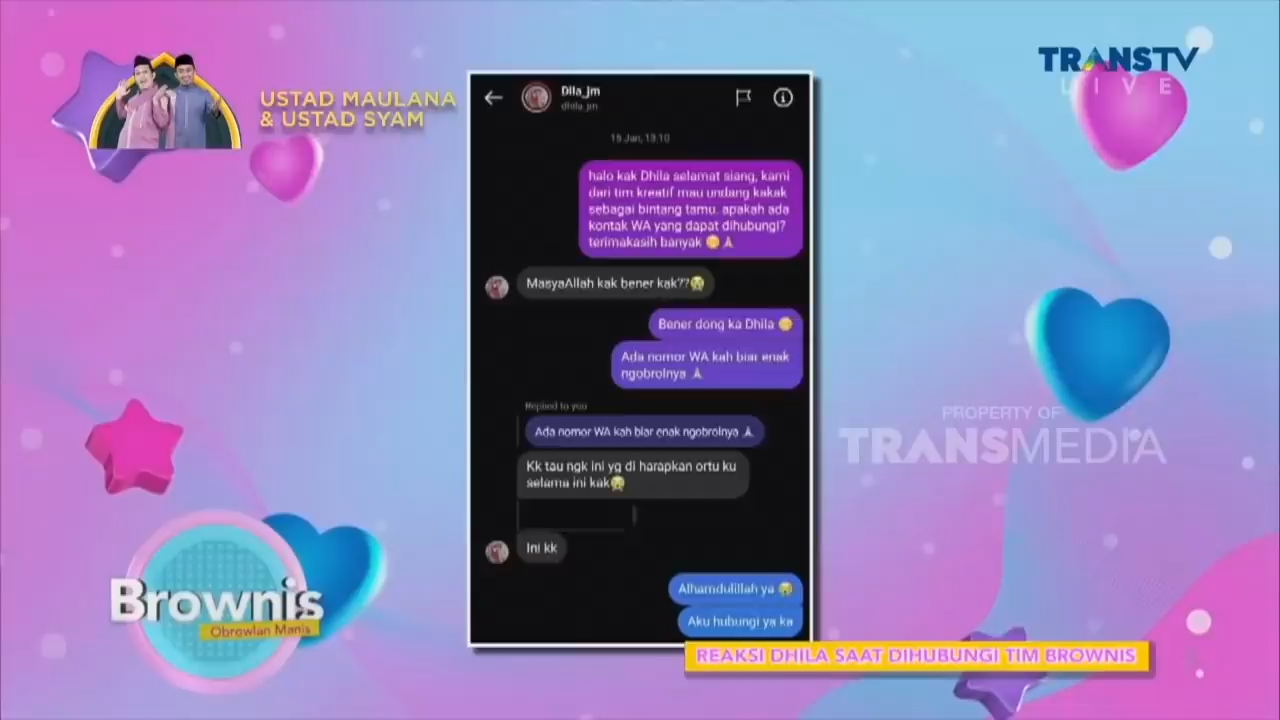 USTAD MAULANA
& USTAD SYAM
TRANSTV
LIVE
Dila_jm
dhila_jm
15 Jan, 13.10
halo kak Dhila selamat siang, kami
dari tim kreatif mau undang kakak
sebagai bintang tamu. apakah ada
kontak WA yang dapat dihubungi?
terimakasih banyak 😊🙏
MasyaAllah kak bener kak??😭
Bener dong ka Dhila 😊
Ada nomor WA kah biar enak
ngobrolnya 🙏
Replied to you
Ada nomor WA kah biar enak ngobrolnya 🙏
Kk tau ngk ini yg di harapkan ortu ku
selama ini kak😭
Ini kk
Alhamdulillah ya 😭
Aku hubungi ya ka
PROPERTY OF
TRANSMEDIA
Brownis
Obrowlan Manis
REAKSI DHILA SAAT DIHUBUNGI TIM BROWNIS